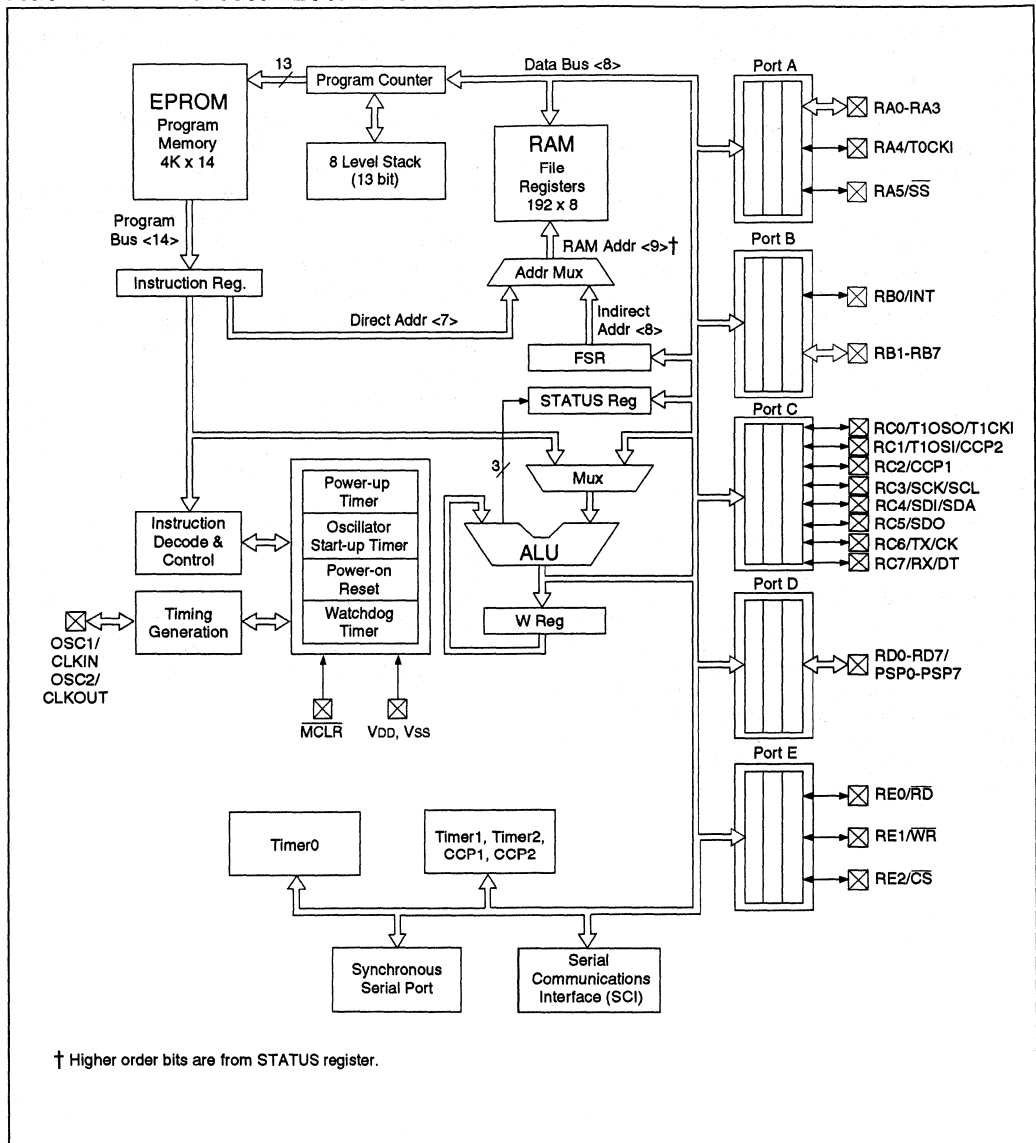 13
Program Counter
Data Bus <8>
Port A
EPROM
Program
Memory
4K x 14
8 Level Stack
(13 bit)
RAM
File
Registers
192 x 8
RA0-RA3
RA4/T0CKI
RA5/S̅S̅
Program
Bus <14>
RAM Addr <9>†
Port B
Addr Mux
Instruction Reg.
Direct Addr <7>
Indirect
Addr <8>
RB0/INT
RB1-RB7
FSR
STATUS Reg
Port C
RC0/T1OSO/T1CKI
RC1/T1OSI/CCP2
RC2/CCP1
RC3/SCK/SCL
RC4/SDI/SDA
RC5/SDO
RC6/TX/CK
RC7/RX/DT
3
Mux
Power-up
Timer
Oscillator
Start-up Timer
Power-on
Reset
Watchdog
Timer
Instruction
Decode &
Control
ALU
W Reg
Timing
Generation
OSC1/
CLKIN
OSC2/
CLKOUT
M̅C̅L̅R̅
VDD, VSS
Port D
RD0-RD7/
PSP0-PSP7
Port E
RE0/R̅D̅
RE1/W̅R̅
RE2/C̅S̅
Timer0
Timer1, Timer2,
CCP1, CCP2
Synchronous
Serial Port
Serial
Communications
Interface (SCI)
† Higher order bits are from STATUS register.